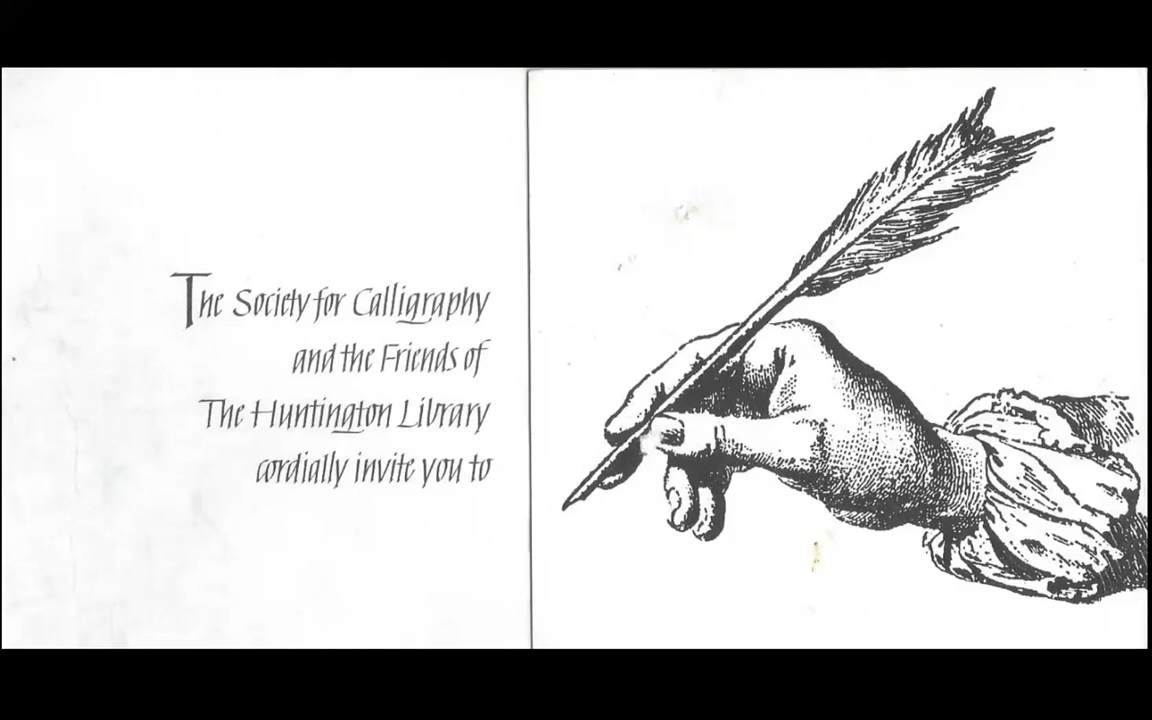 The Society for Calligraphy
and the Friends of
The Huntington Library
cordially invite you to